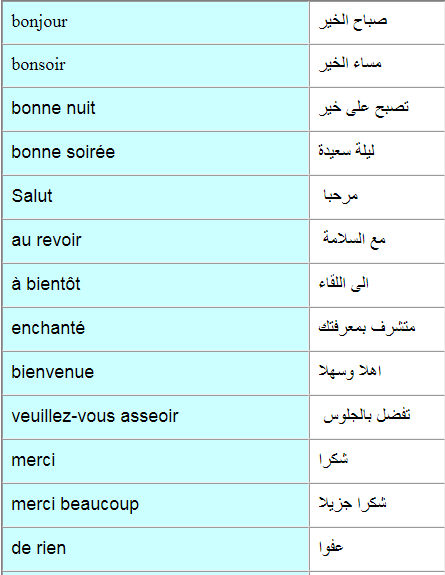 bonjour صباح الخير
bonsoir مساء الخير
bonne nuit تصبح على خير
bonne soirée ليلة سعيدة
Salut مرحبا
au revoir مع السلامة
à bientôt الى اللقاء
enchanté متشرف بمعرفتك
bienvenue اهلا وسهلا
veuillez-vous asseoir تفضل بالجلوس
merci شكرا
merci beaucoup شكرا جزيلا
de rien عفوا